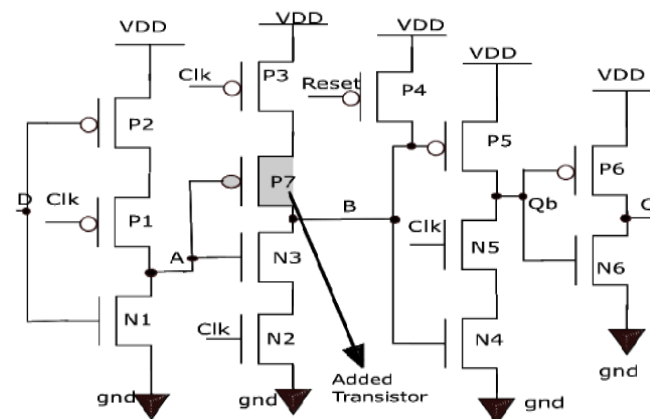 VDD
VDD
VDD
VDD
VDD
Clk
P3
Reset
P4
P2
P5
P6
D
Clk
P1
P7
B
Qb
Q
A
N3
Clk
N5
N6
N1
Clk
N2
N4
gnd
gnd
Added
Transistor
gnd
gnd